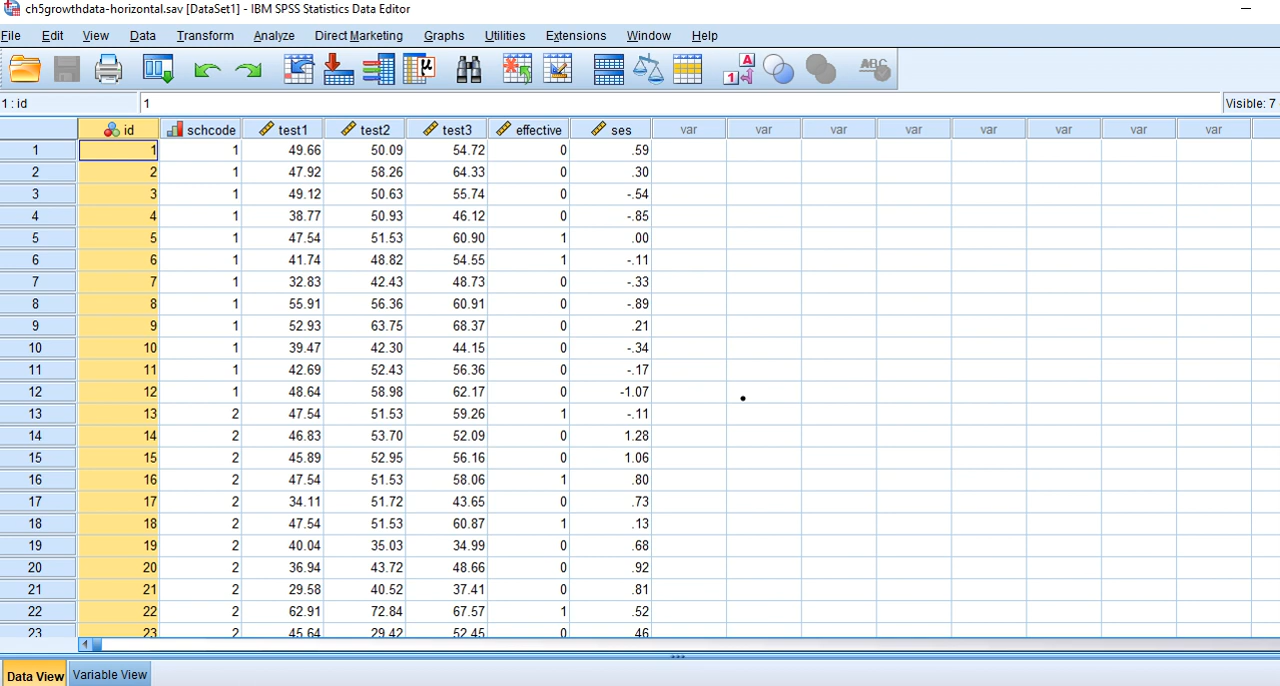 ch5growthdata-horizontal.sav [DataSet1] - IBM SPSS Statistics Data Editor
File Edit View Data Transform Analyze Direct Marketing Graphs Utilities Extensions Window Help
1 A ABC μ
1 : id 1 Visible: 7
id schcode test1 test2 test3 effective ses var var var var var var var var
1 1 1 49.66 50.09 54.72 0 .59
2 2 1 47.92 58.26 64.33 0 .30
3 3 1 49.12 50.63 55.74 0 -.54
4 4 1 38.77 50.93 46.12 0 -.85
5 5 1 47.54 51.53 60.90 1 .00
6 6 1 41.74 48.82 54.55 1 -.11
7 7 1 32.83 42.43 48.73 0 -.33
8 8 1 55.91 56.36 60.91 0 -.89
9 9 1 52.93 63.75 68.37 0 .21
10 10 1 39.47 42.30 44.15 0 -.34
11 11 1 42.69 52.43 56.36 0 -.17
12 12 1 48.64 58.98 62.17 0 -1.07
13 13 2 47.54 51.53 59.26 1 -.11
14 14 2 46.83 53.70 52.09 0 1.28
15 15 2 45.89 52.95 56.16 0 1.06
16 16 2 47.54 51.53 58.06 1 .80
17 17 2 34.11 51.72 43.65 0 .73
18 18 2 47.54 51.53 60.87 1 .13
19 19 2 40.04 35.03 34.99 0 .68
20 20 2 36.94 43.72 48.66 0 .92
21 21 2 29.58 40.52 37.41 0 .81
22 22 2 62.91 72.84 67.57 1 .52
23 23 2 45.64 29.42 52.45 0 .46
Data View Variable View